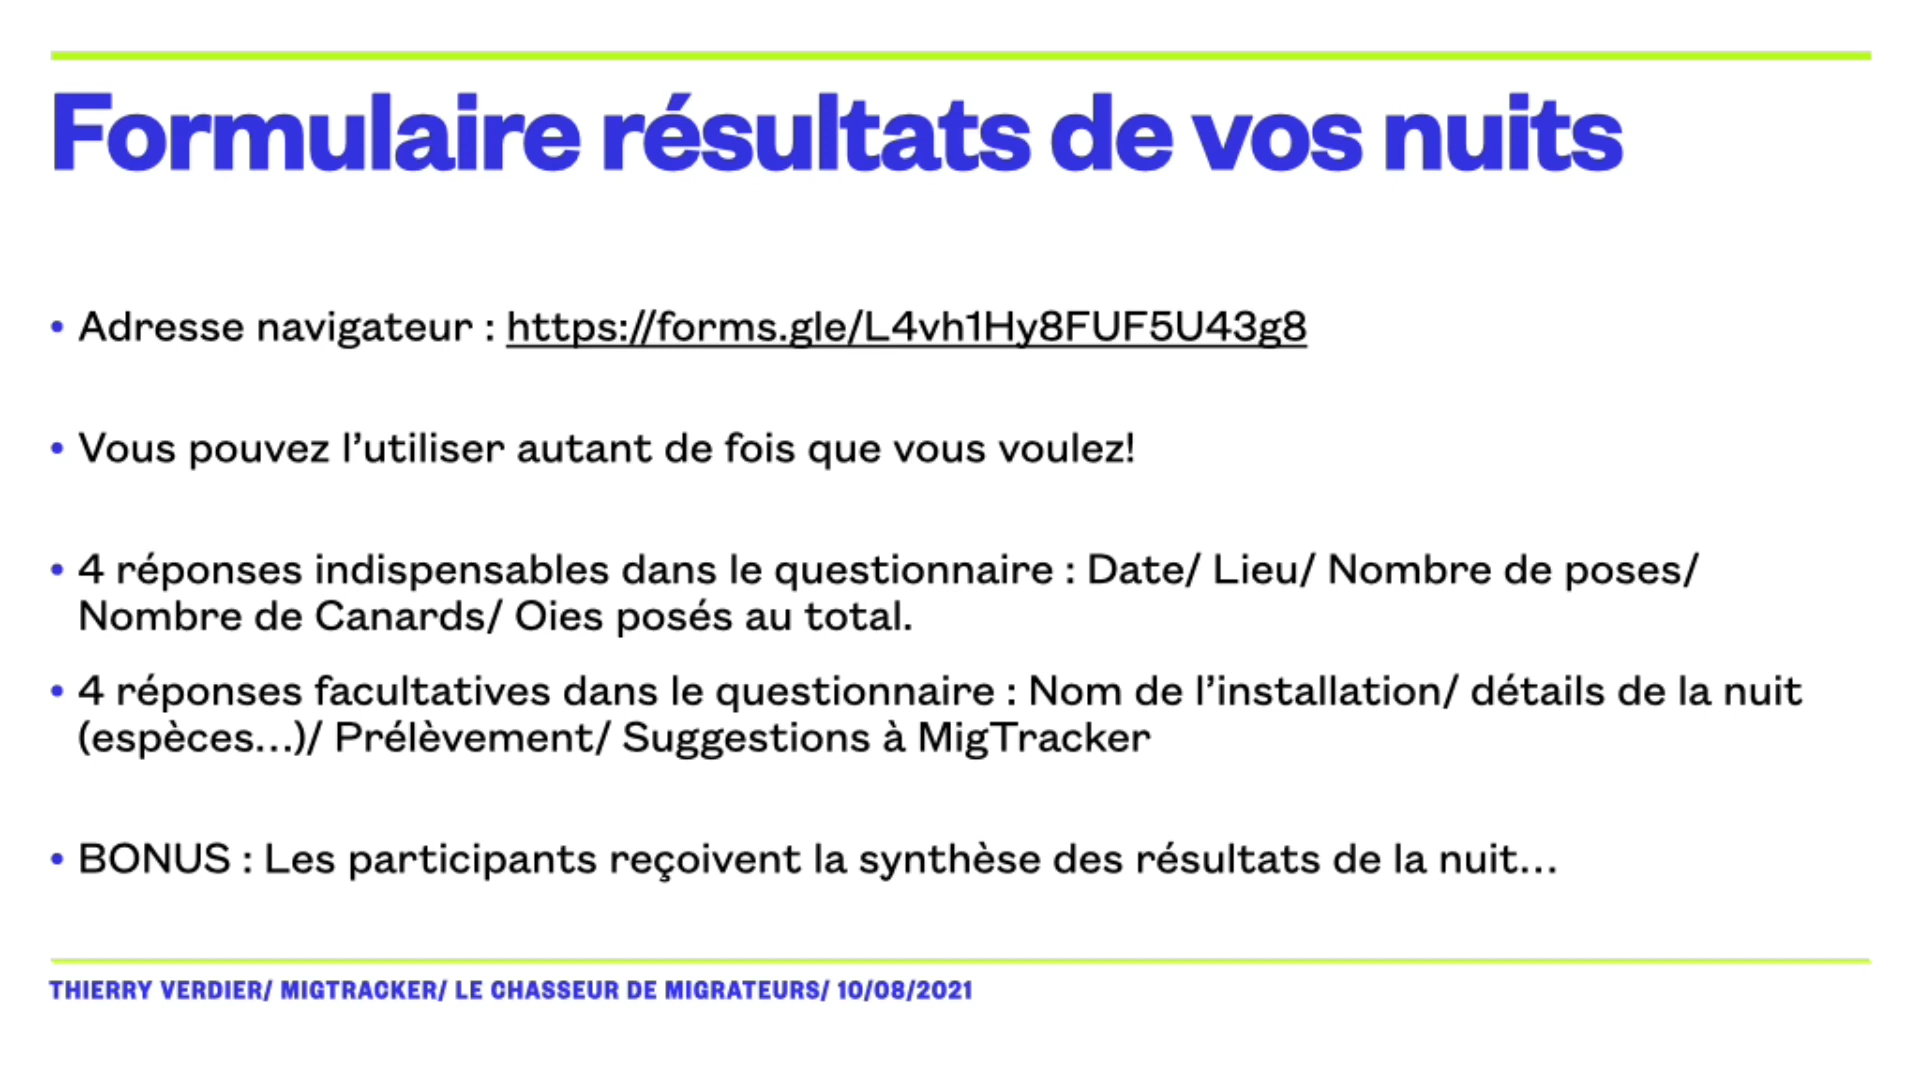 Formulaire résultats de vos nuits
• Adresse navigateur : https://forms.gle/L4vh1Hy8FUF5U43g8
• Vous pouvez l’utiliser autant de fois que vous voulez!
• 4 réponses indispensables dans le questionnaire : Date/ Lieu/ Nombre de poses/
Nombre de Canards/ Oies posés au total.
• 4 réponses facultatives dans le questionnaire : Nom de l’installation/ détails de la nuit
(espèces…)/ Prélèvement/ Suggestions à MigTracker
• BONUS : Les participants reçoivent la synthèse des résultats de la nuit…
THIERRY VERDIER/ MIGTRACKER/ LE CHASSEUR DE MIGRATEURS/ 10/08/2021